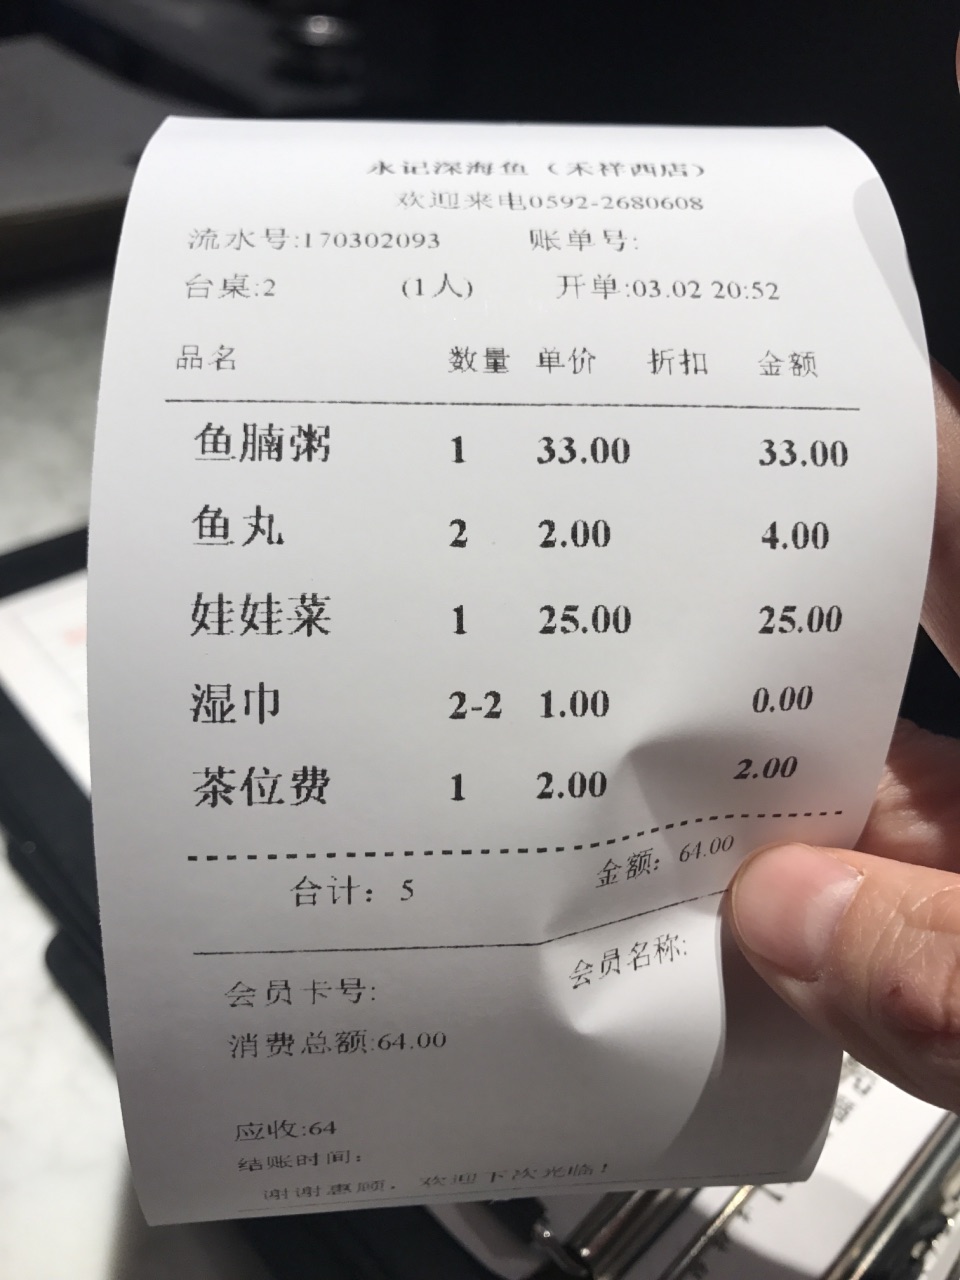 永记深海鱼（禾祥西店）
欢迎来电0592-2680608
流水号:170302093 账单号:
台桌:2 (1人) 开单:03.02 20:52
品名 数量 单价 折扣 金额
鱼腩粥 1 33.00 33.00
鱼丸 2 2.00 4.00
娃娃菜 1 25.00 25.00
湿巾 2-2 1.00 0.00
茶位费 1 2.00 2.00
合计：5 金额：64.00
会员卡号: 会员名称:
消费总额:64.00
应收:64
结账时间：
谢谢惠顾，欢迎下次光临！